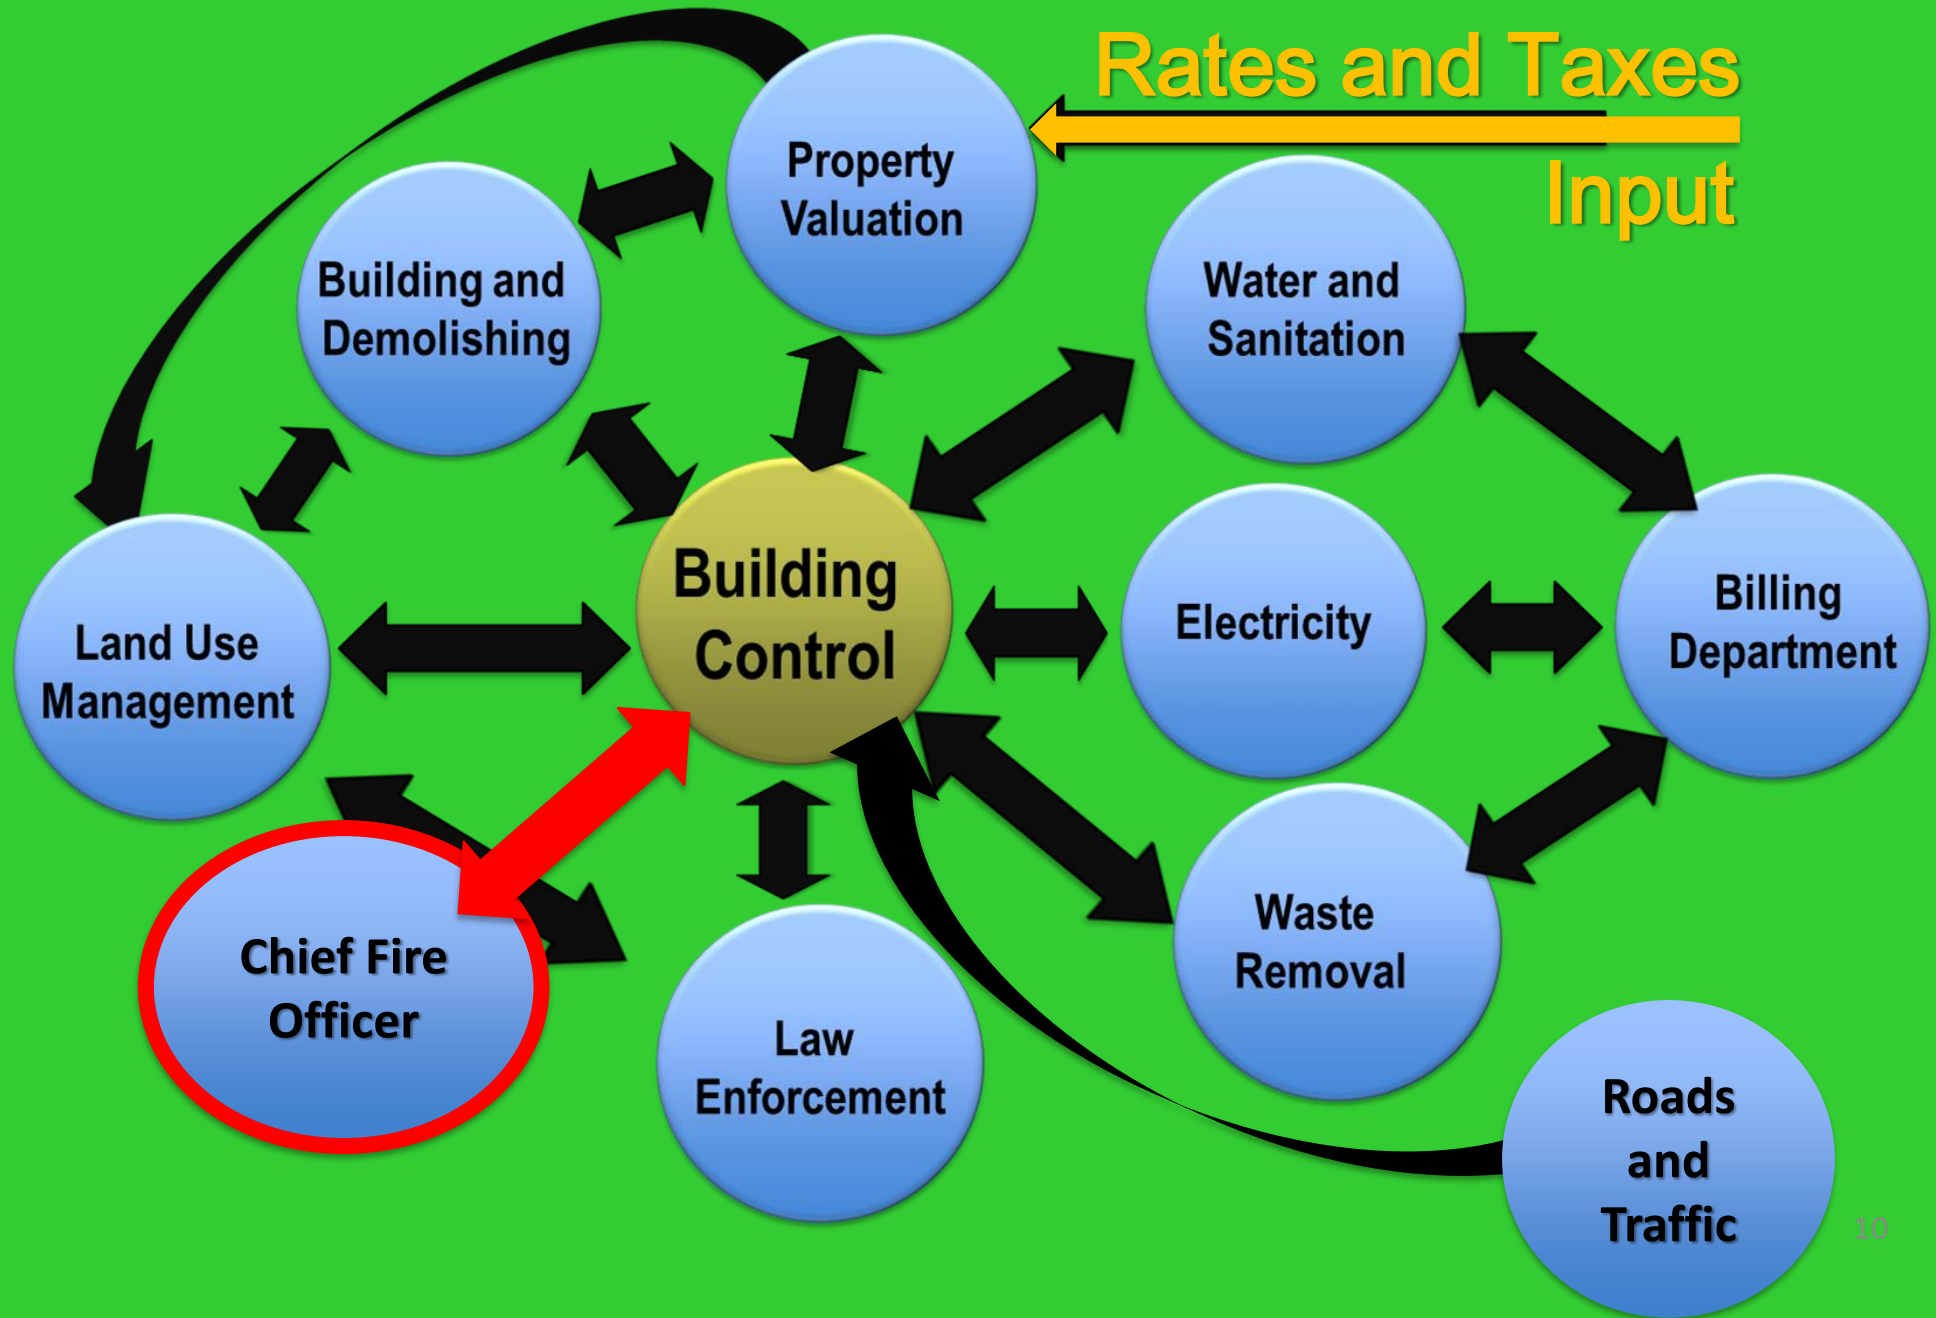 Rates and Taxes
Input
Property
Valuation
Building and
Demolishing
Water and
Sanitation
Building
Control
Electricity
Billing
Department
Land Use
Management
Chief Fire
Officer
Law
Enforcement
Waste
Removal
Roads
and
Traffic
10